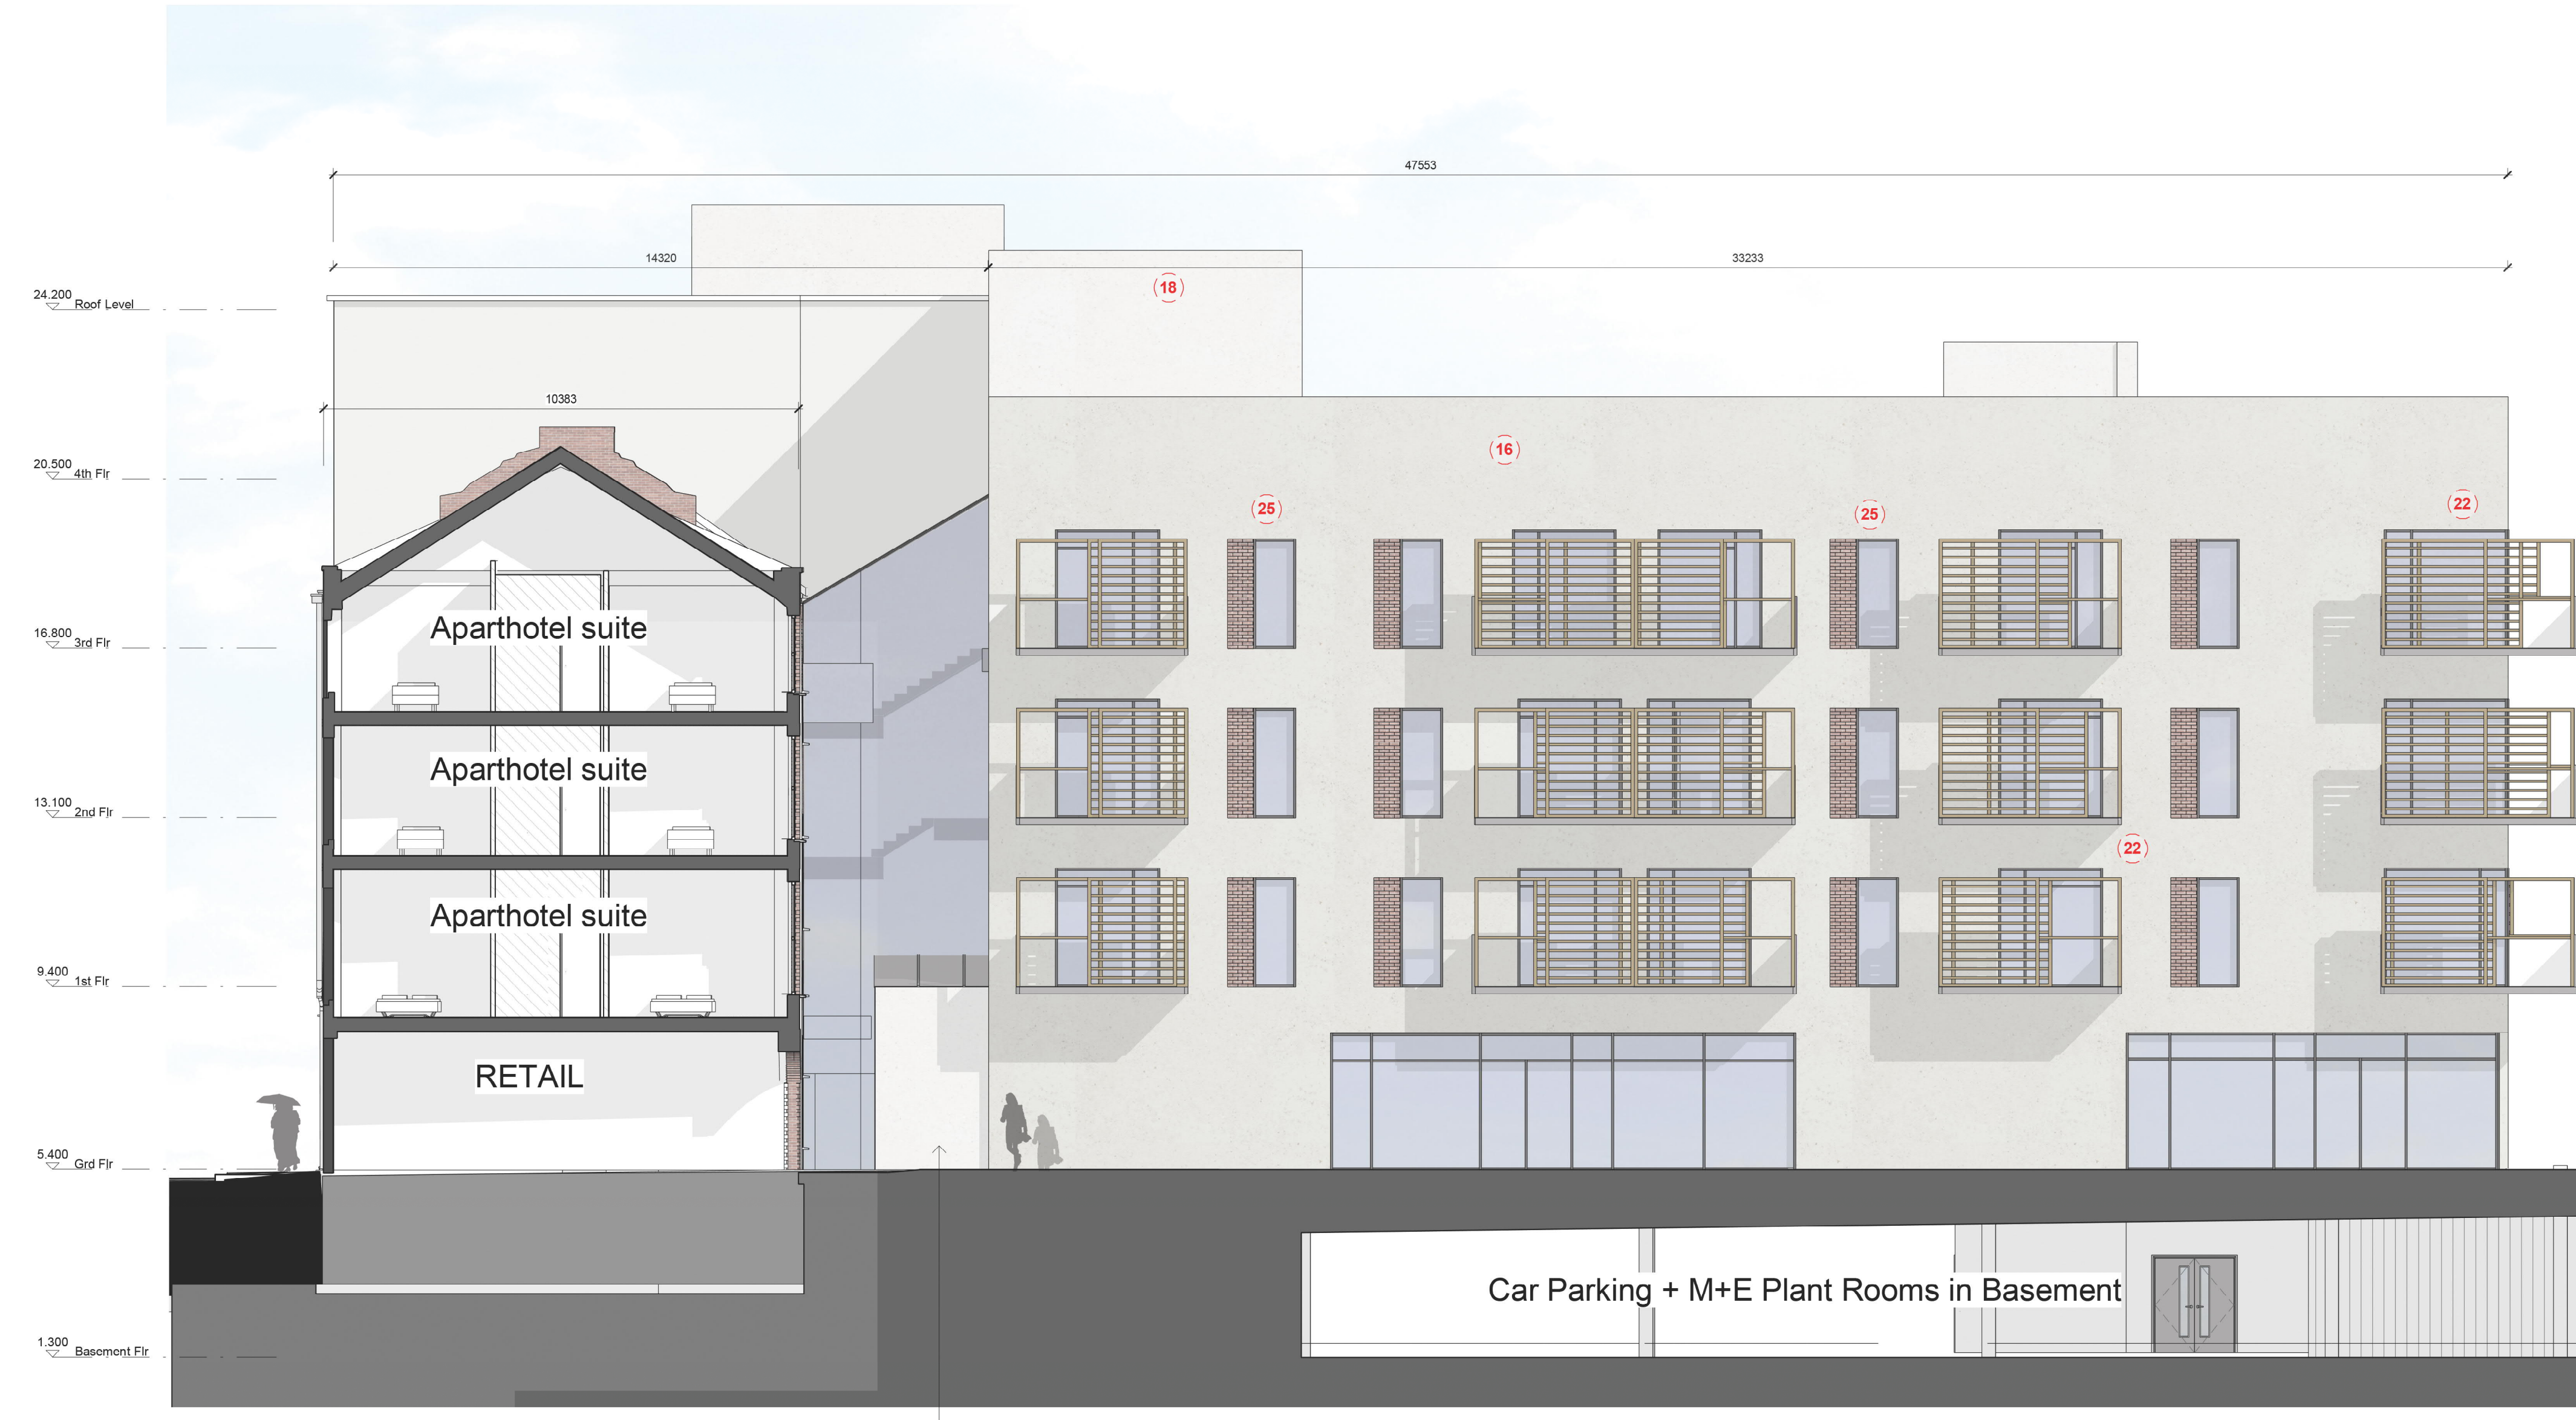 47553
14320
33233
(18)
24.200
Roof Level
10383
(16)
20.500
4th Flr
(25)
(25)
(22)
Aparthotel suite
16.800
3rd Flr
Aparthotel suite
13.100
2nd Flr
(22)
Aparthotel suite
9.400
1st Flr
RETAIL
5.400
Grd Flr
Car Parking + M+E Plant Rooms in Basement
1.300
Basement Flr